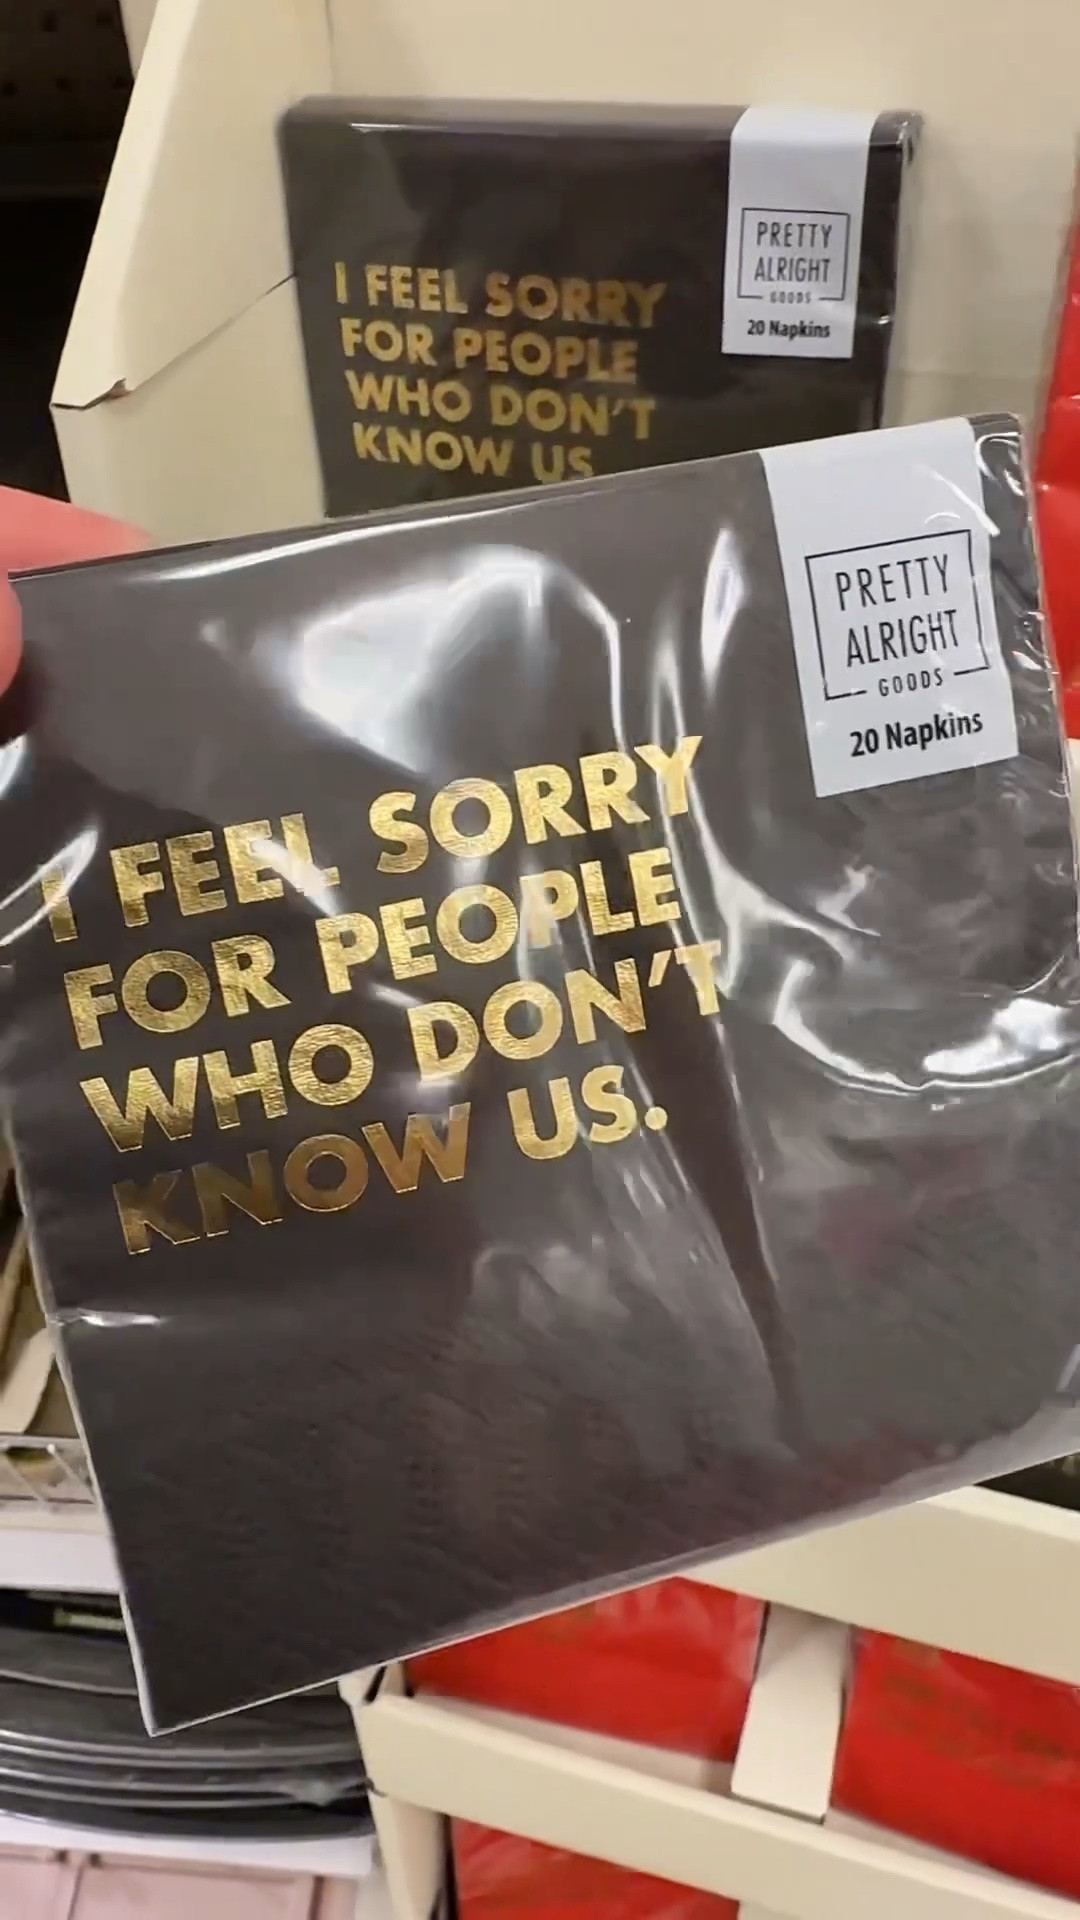 I FEEL SORRY
FOR PEOPLE
WHO DON'T
KNOW US
PRETTY
ALRIGHT
GOODS
20 Napkins
I FEEL SORRY
FOR PEOPLE
WHO DON'T
KNOW US.
PRETTY
ALRIGHT
GOODS
20 Napkins